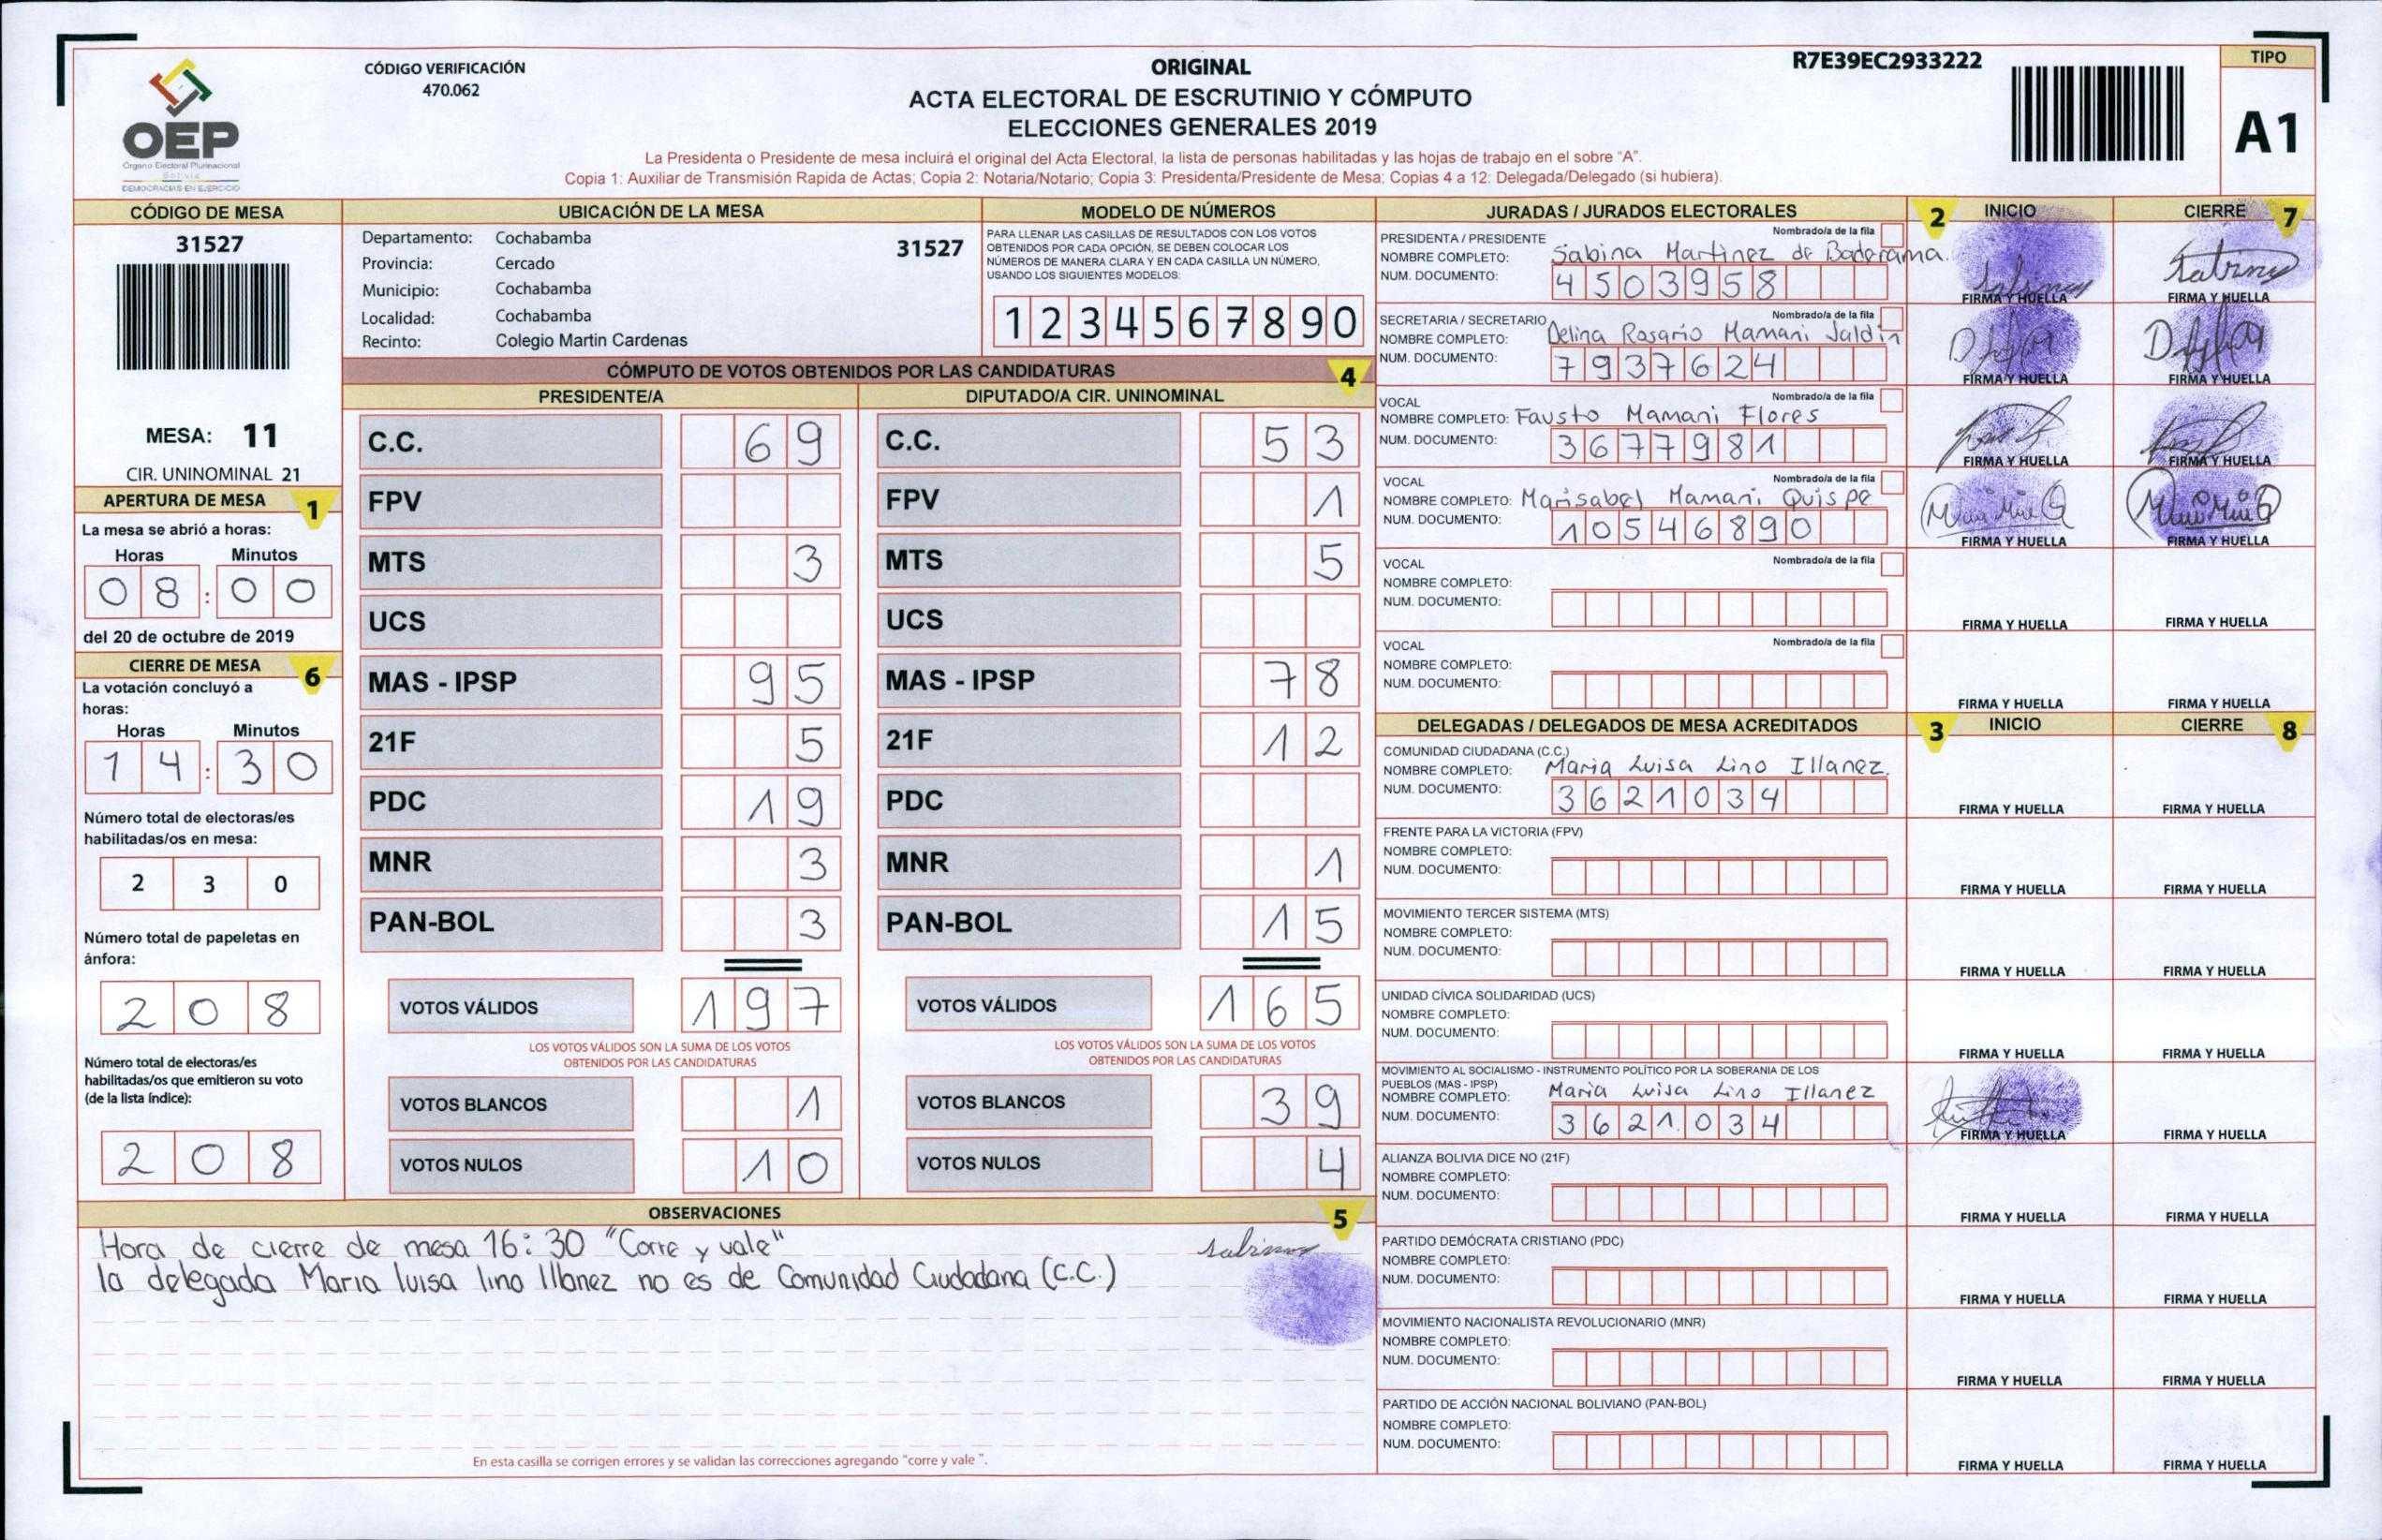 CÓDIGO VERIFICACIÓN
470.062
ORIGINAL
ACTA ELECTORAL DE ESCRUTINIO Y CÓMPUTO
ELECCIONES GENERALES 2019
La Presidenta o Presidente de mesa incluirá el original del Acta Electoral, la lista de personas habilitadas y las hojas de trabajo en el sobre "A".
Copia 1: Auxiliar de Transmisión Rapida de Actas; Copia 2: Notaria/Notario; Copia 3: Presidenta/Presidente de Mesa; Copias 4 a 12: Delegada/Delegado (si hubiera).
R7E39EC2933222
TIPO
A1
OEP
Órgano Electoral Plurinacional
Bolivia
DEMOCRACIAS EN EJERCICIO
CÓDIGO DE MESA
31527
MESA: 11
CIR. UNINOMINAL 21
APERTURA DE MESA 1
La mesa se abrió a horas:
Horas Minutos
08:00
del 20 de octubre de 2019
CIERRE DE MESA 6
La votación concluyó a
horas:
Horas Minutos
14:30
Número total de electoras/es
habilitadas/os en mesa:
230
Número total de papeletas en
ánfora:
208
Número total de electoras/es
habilitadas/os que emitieron su voto
(de la lista índice):
208
UBICACIÓN DE LA MESA
Departamento: Cochabamba 31527
Provincia: Cercado
Municipio: Cochabamba
Localidad: Cochabamba
Recinto: Colegio Martin Cardenas
MODELO DE NÚMEROS
PARA LLENAR LAS CASILLAS DE RESULTADOS CON LOS VOTOS
OBTENIDOS POR CADA OPCIÓN, SE DEBEN COLOCAR LOS
NÚMEROS DE MANERA CLARA Y EN CADA CASILLA UN NÚMERO,
USANDO LOS SIGUIENTES MODELOS:
1234567890
CÓMPUTO DE VOTOS OBTENIDOS POR LAS CANDIDATURAS 4
PRESIDENTE/A
C.C. 69
FPV
MTS 3
UCS
MAS - IPSP 95
21F 5
PDC 19
MNR 3
PAN-BOL 3
VOTOS VÁLIDOS 197
LOS VOTOS VÁLIDOS SON LA SUMA DE LOS VOTOS
OBTENIDOS POR LAS CANDIDATURAS
VOTOS BLANCOS 1
VOTOS NULOS 10
DIPUTADO/A CIR. UNINOMINAL
C.C. 53
FPV 1
MTS 5
UCS
MAS - IPSP 78
21F 12
PDC
MNR 1
PAN-BOL 15
VOTOS VÁLIDOS 165
LOS VOTOS VÁLIDOS SON LA SUMA DE LOS VOTOS
OBTENIDOS POR LAS CANDIDATURAS
VOTOS BLANCOS 39
VOTOS NULOS 4
OBSERVACIONES 5
Hora de cierre de mesa 16:30 "Corre y vale"
la delegada Maria luisa lino Illanez no es de Comunidad Ciudadana (C.C.)
En esta casilla se corrigen errores y se validan las correcciones agregando "corre y vale ".
JURADAS / JURADOS ELECTORALES 2 INICIO CIERRE 7
PRESIDENTA / PRESIDENTE Nombrado/a de la fila
NOMBRE COMPLETO: Sabina Martinez de Baderama.
NUM. DOCUMENTO: 4503958
FIRMA Y HUELLA FIRMA Y HUELLA
SECRETARIA / SECRETARIO Nombrado/a de la fila
NOMBRE COMPLETO: Delina Rosario Mamani Jaldin
NUM. DOCUMENTO: 7937624
FIRMA Y HUELLA FIRMA Y HUELLA
VOCAL Nombrado/a de la fila
NOMBRE COMPLETO: Fausto Mamani Flores
NUM. DOCUMENTO: 3677981
FIRMA Y HUELLA FIRMA Y HUELLA
VOCAL Nombrado/a de la fila
NOMBRE COMPLETO: Marisabel Mamani Quispe
NUM. DOCUMENTO: 10546890
FIRMA Y HUELLA FIRMA Y HUELLA
VOCAL Nombrado/a de la fila
NOMBRE COMPLETO:
NUM. DOCUMENTO:
FIRMA Y HUELLA FIRMA Y HUELLA
VOCAL Nombrado/a de la fila
NOMBRE COMPLETO:
NUM. DOCUMENTO:
FIRMA Y HUELLA FIRMA Y HUELLA
DELEGADAS / DELEGADOS DE MESA ACREDITADOS 3 INICIO CIERRE 8
COMUNIDAD CIUDADANA (C.C.)
NOMBRE COMPLETO: Maria Luisa Lino Illanez.
NUM. DOCUMENTO: 3621034
FIRMA Y HUELLA FIRMA Y HUELLA
FRENTE PARA LA VICTORIA (FPV)
NOMBRE COMPLETO:
NUM. DOCUMENTO:
FIRMA Y HUELLA FIRMA Y HUELLA
MOVIMIENTO TERCER SISTEMA (MTS)
NOMBRE COMPLETO:
NUM. DOCUMENTO:
FIRMA Y HUELLA FIRMA Y HUELLA
UNIDAD CÍVICA SOLIDARIDAD (UCS)
NOMBRE COMPLETO:
NUM. DOCUMENTO:
FIRMA Y HUELLA FIRMA Y HUELLA
MOVIMIENTO AL SOCIALISMO - INSTRUMENTO POLÍTICO POR LA SOBERANIA DE LOS
PUEBLOS (MAS - IPSP)
NOMBRE COMPLETO: Maria Luisa Lino Illanez
NUM. DOCUMENTO: 3621.034
FIRMA Y HUELLA FIRMA Y HUELLA
ALIANZA BOLIVIA DICE NO (21F)
NOMBRE COMPLETO:
NUM. DOCUMENTO:
FIRMA Y HUELLA FIRMA Y HUELLA
PARTIDO DEMÓCRATA CRISTIANO (PDC)
NOMBRE COMPLETO:
NUM. DOCUMENTO:
FIRMA Y HUELLA FIRMA Y HUELLA
MOVIMIENTO NACIONALISTA REVOLUCIONARIO (MNR)
NOMBRE COMPLETO:
NUM. DOCUMENTO:
FIRMA Y HUELLA FIRMA Y HUELLA
PARTIDO DE ACCIÓN NACIONAL BOLIVIANO (PAN-BOL)
NOMBRE COMPLETO:
NUM. DOCUMENTO:
FIRMA Y HUELLA FIRMA Y HUELLA